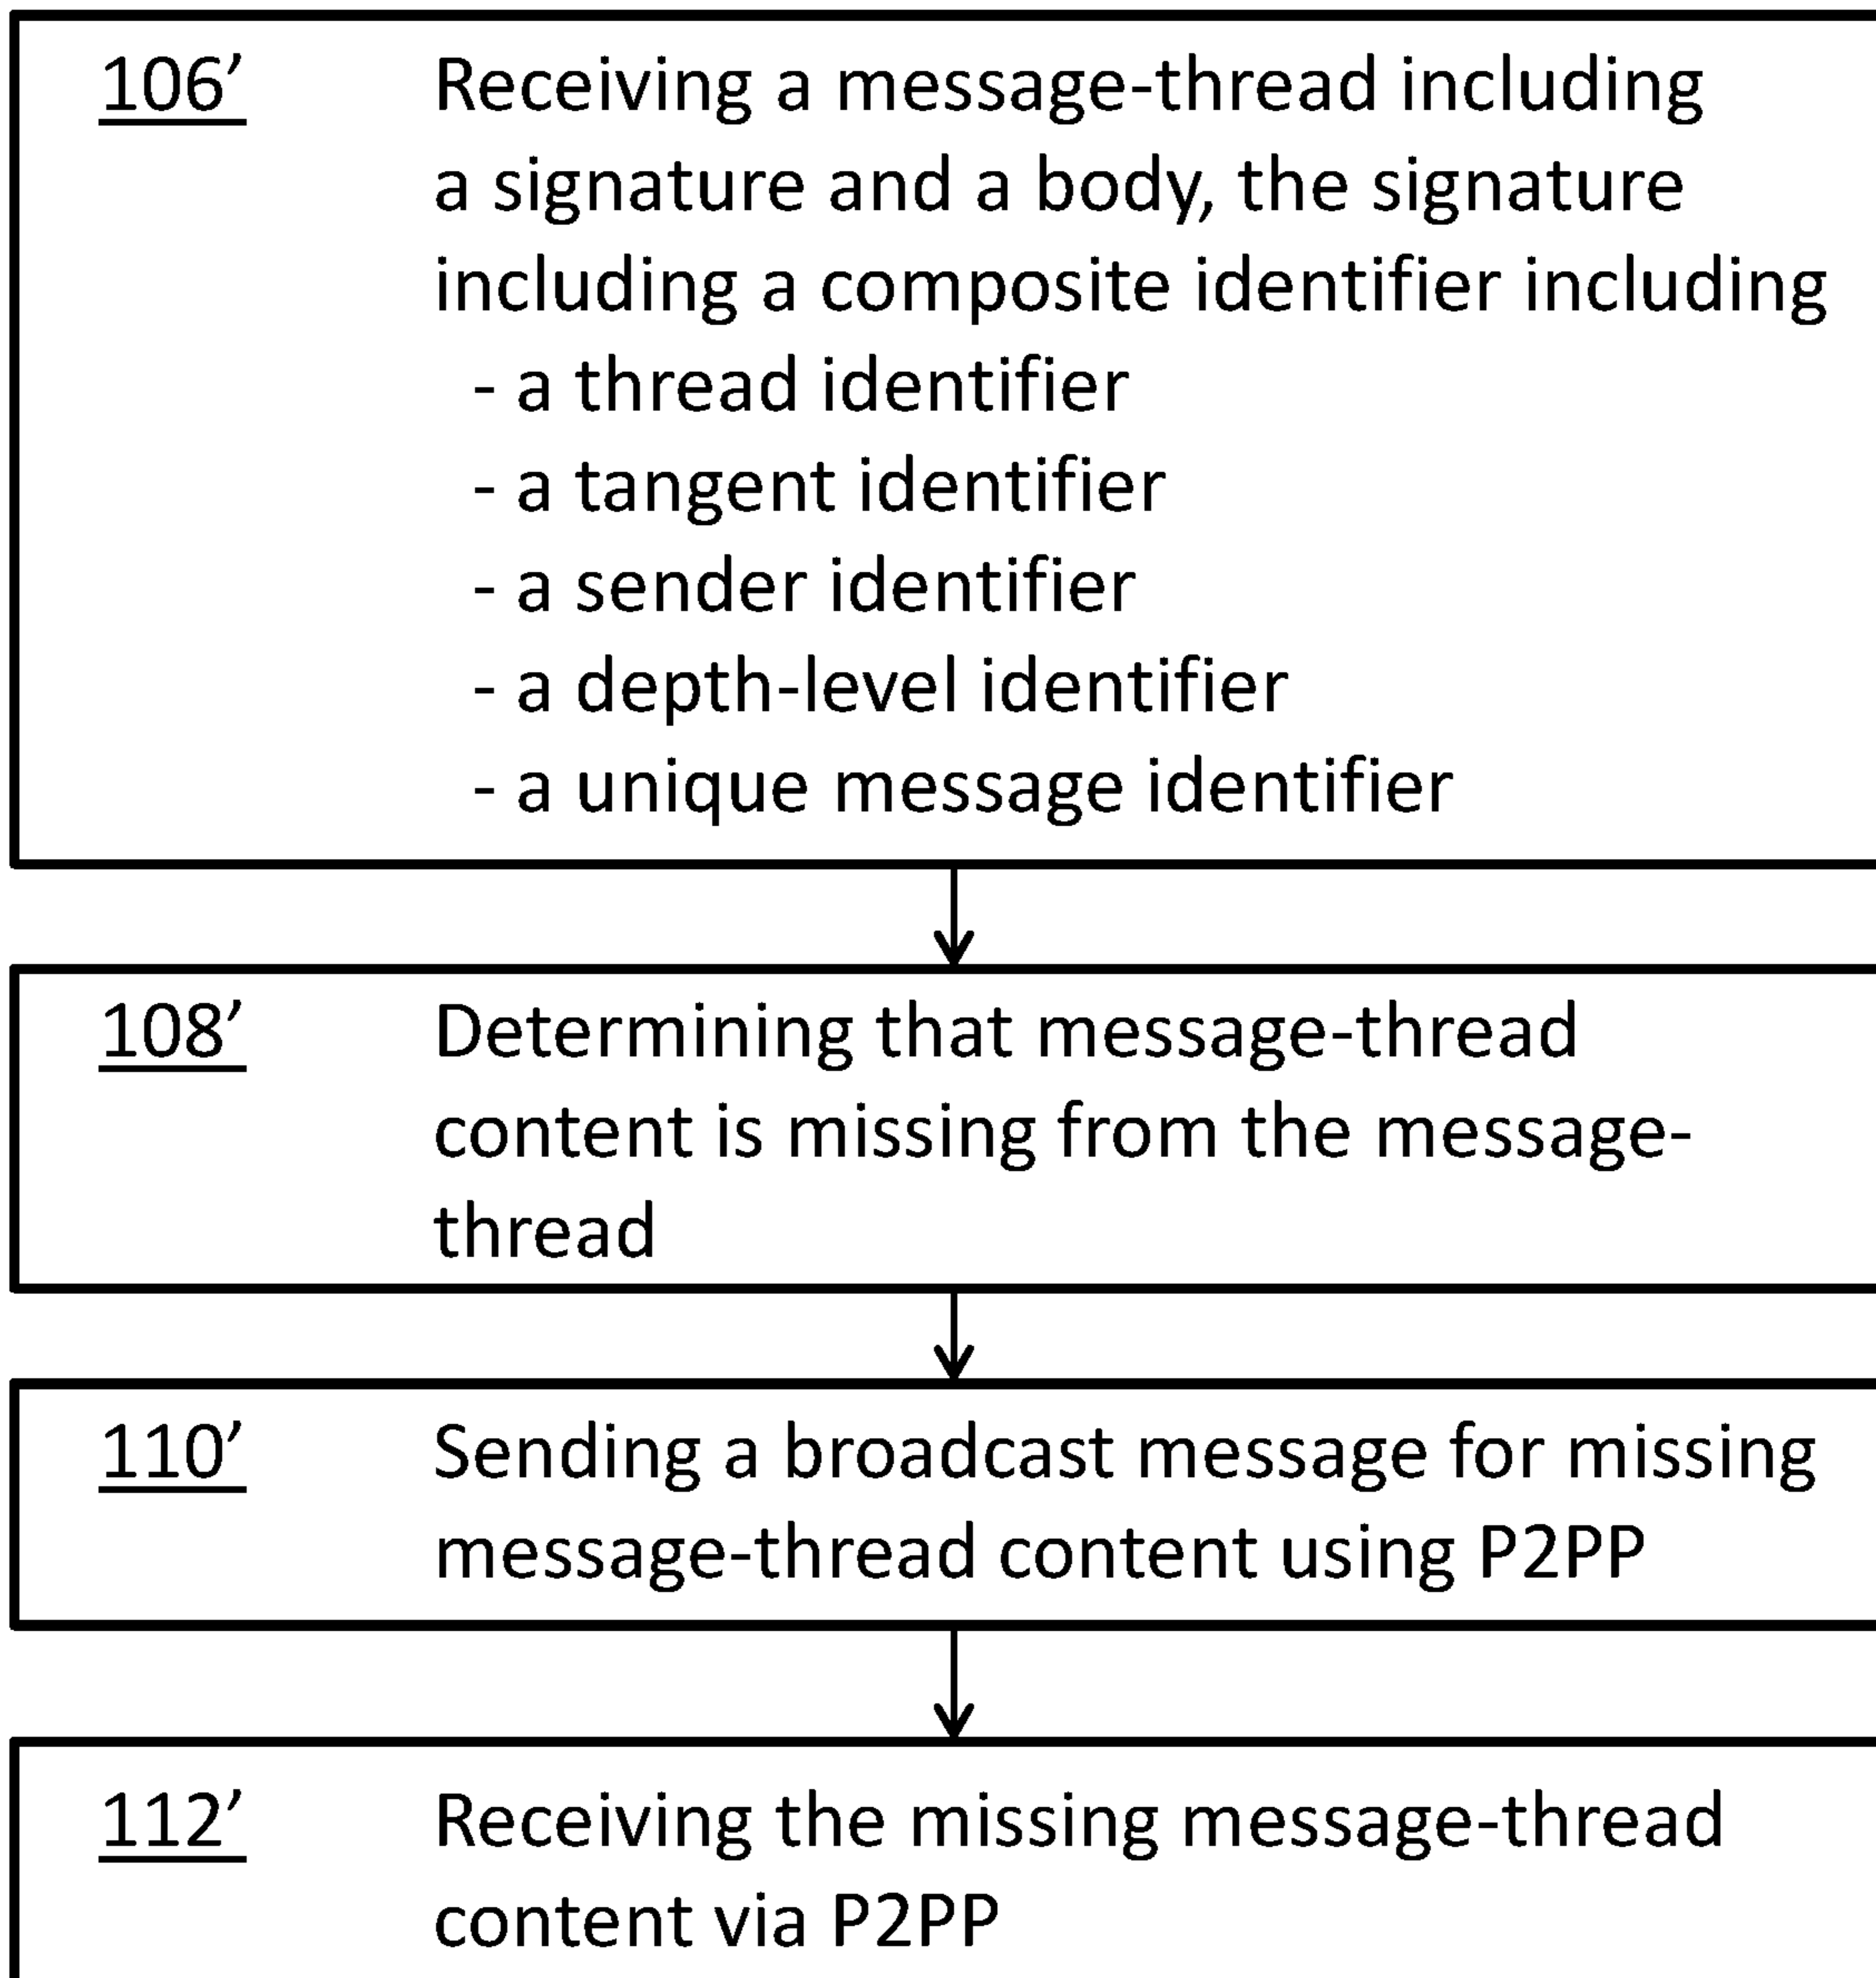 106’ Receiving a message-thread including
a signature and a body, the signature
including a composite identifier including
- a thread identifier
- a tangent identifier
- a sender identifier
- a depth-level identifier
- a unique message identifier
108’ Determining that message-thread
content is missing from the message-
thread
110’ Sending a broadcast message for missing
message-thread content using P2PP
112’ Receiving the missing message-thread
content via P2PP